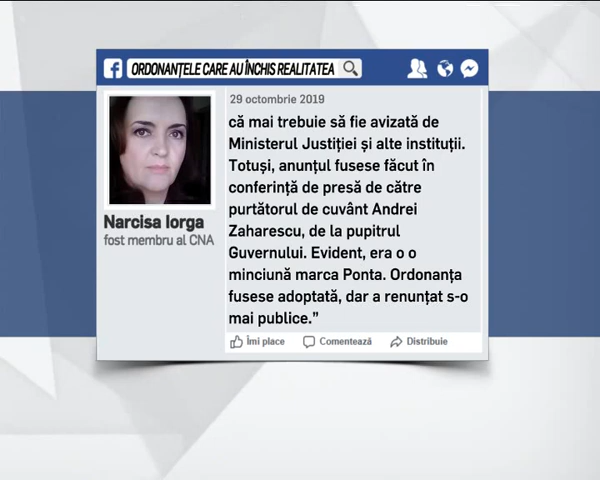 ORDONANȚELE CARE AU ÎNCHIS REALITATEA
29 octombrie 2019
că mai trebuie să fie avizată de
Ministerul Justiției și alte instituții.
Totuși, anunțul fusese făcut în
conferință de presă de către
purtătorul de cuvânt Andrei
Zaharescu, de la pupitrul
Guvernului. Evident, era o o
minciună marca Ponta. Ordonanța
fusese adoptată, dar a renunțat s-o
mai publice.”
Narcisa Iorga
fost membru al CNA
Îmi place Comentează Distribuie